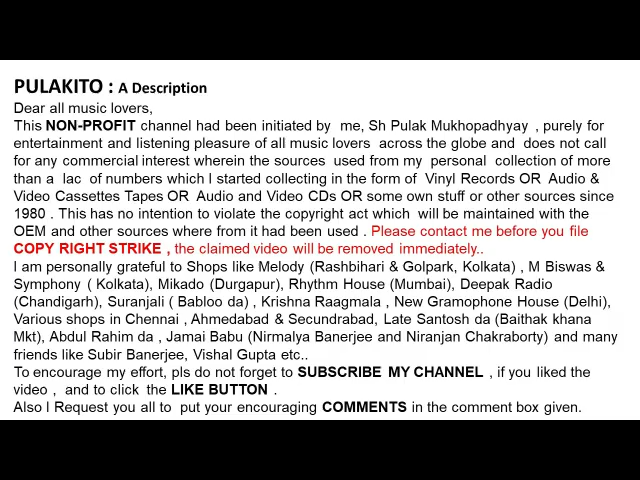 PULAKITO : A Description
Dear all music lovers,
This NON-PROFIT channel had been initiated by me, Sh Pulak Mukhopadhyay , purely for
entertainment and listening pleasure of all music lovers across the globe and does not call
for any commercial interest wherein the sources used from my personal collection of more
than a lac of numbers which I started collecting in the form of Vinyl Records OR Audio &
Video Cassettes Tapes OR Audio and Video CDs OR some own stuff or other sources since
1980 . This has no intention to violate the copyright act which will be maintained with the
OEM and other sources where from it had been used . Please contact me before you file
COPY RIGHT STRIKE , the claimed video will be removed immediately..
I am personally grateful to Shops like Melody (Rashbihari & Golpark, Kolkata) , M Biswas &
Symphony ( Kolkata), Mikado (Durgapur), Rhythm House (Mumbai), Deepak Radio
(Chandigarh), Suranjali ( Babloo da) , Krishna Raagmala , New Gramophone House (Delhi),
Various shops in Chennai , Ahmedabad & Secundrabad, Late Santosh da (Baithak khana
Mkt), Abdul Rahim da , Jamai Babu (Nirmalya Banerjee and Niranjan Chakraborty) and many
friends like Subir Banerjee, Vishal Gupta etc..
To encourage my effort, pls do not forget to SUBSCRIBE MY CHANNEL , if you liked the
video , and to click the LIKE BUTTON .
Also I Request you all to put your encouraging COMMENTS in the comment box given.